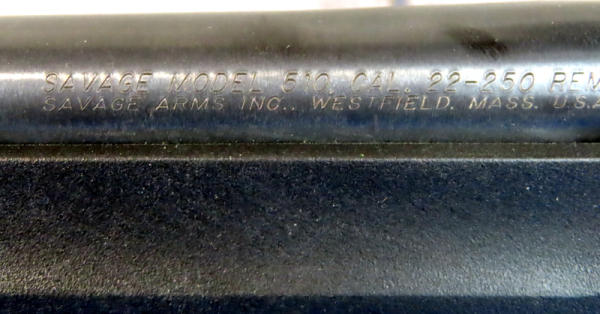 SAVAGE MODEL 510, CAL. 22-250 REM
SAVAGE ARMS INC., WESTFIELD, MASS. U.S.A